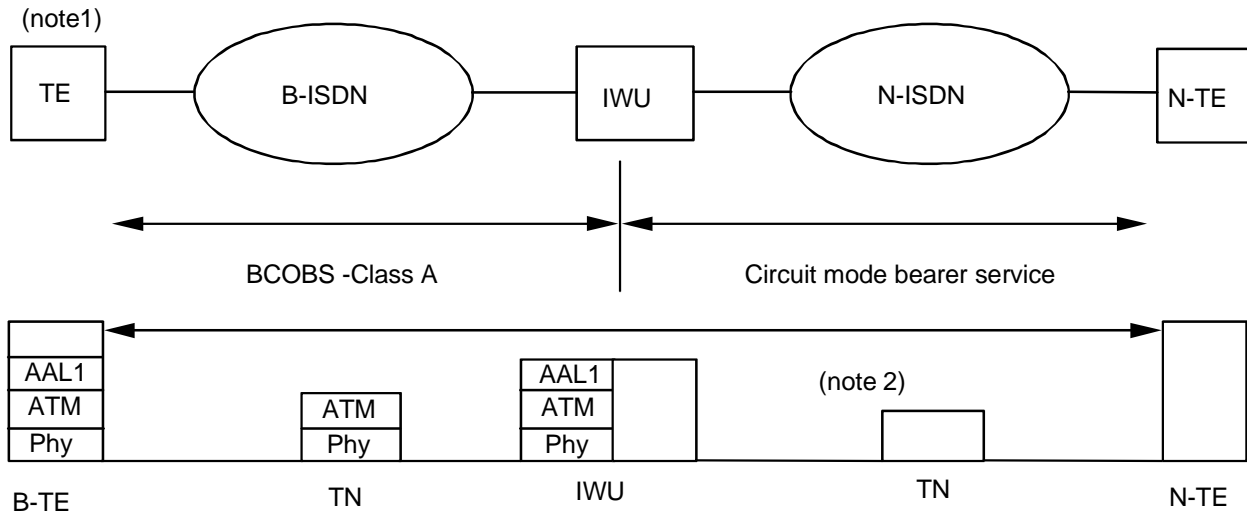 (note1)
TE
B-ISDN
IWU
N-ISDN
N-TE
BCOBS -Class A
Circuit mode bearer service
AAL1
ATM
Phy
ATM
Phy
AAL1
ATM
Phy
(note 2)
B-TE
TN
IWU
TN
N-TE